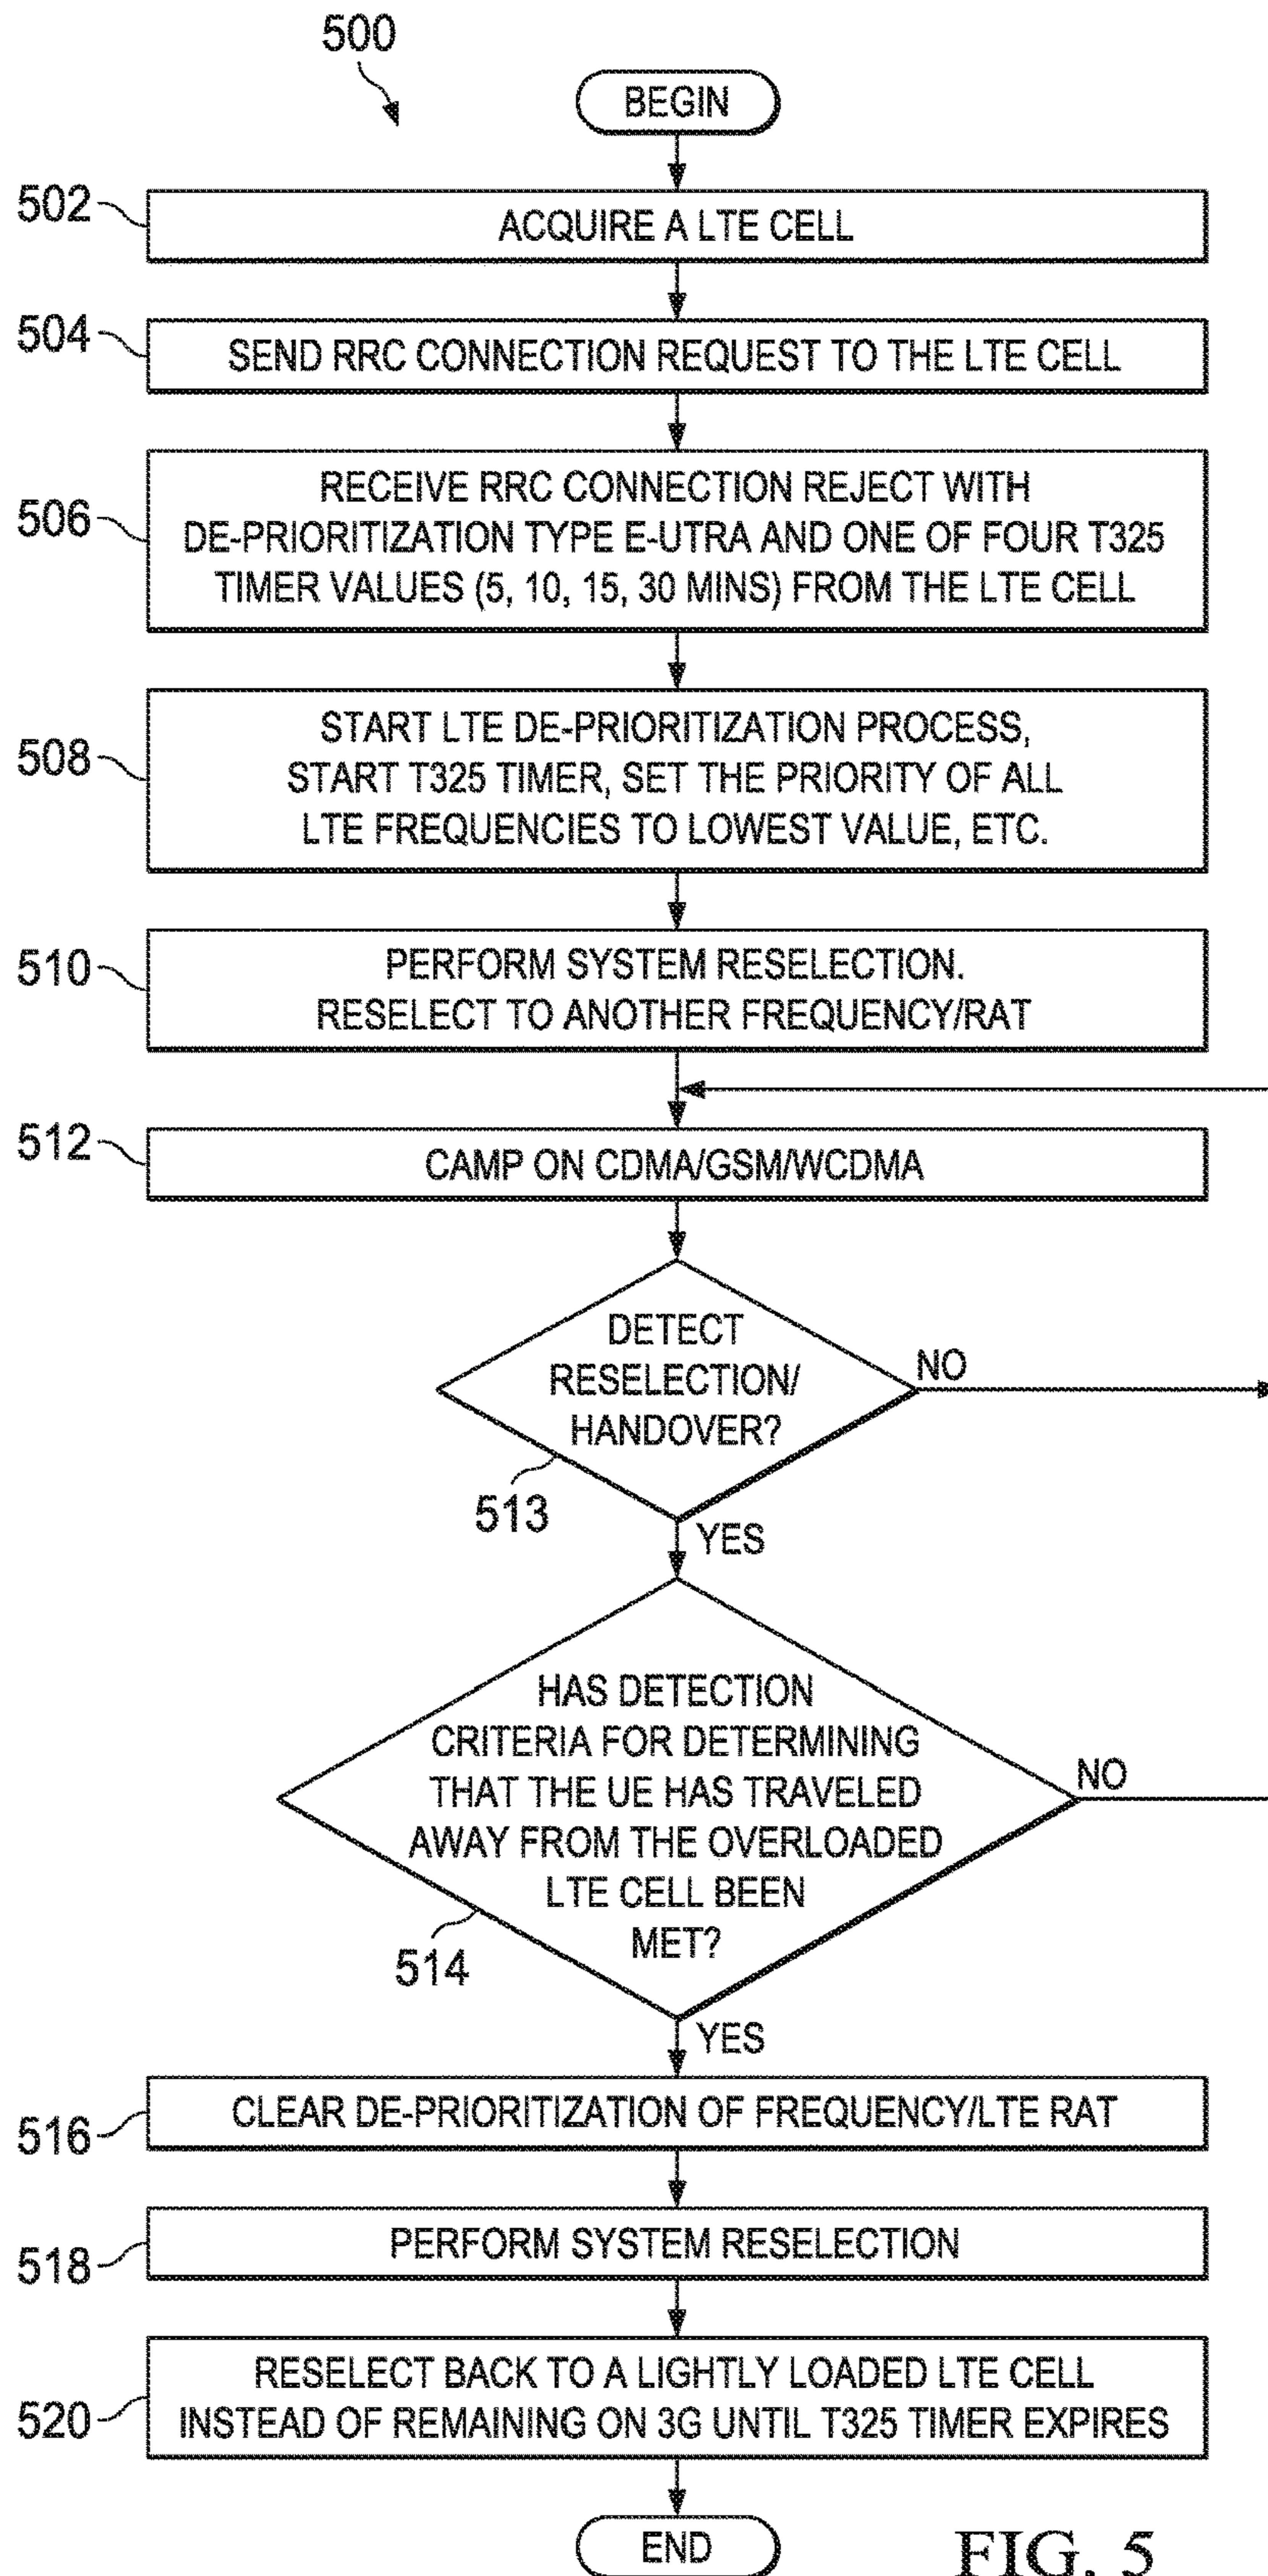 500
BEGIN
502
ACQUIRE A LTE CELL
504
SEND RRC CONNECTION REQUEST TO THE LTE CELL
506
RECEIVE RRC CONNECTION REJECT WITH
DE-PRIORITIZATION TYPE E-UTRA AND ONE OF FOUR T325
TIMER VALUES (5, 10, 15, 30 MINS) FROM THE LTE CELL
508
START LTE DE-PRIORITIZATION PROCESS,
START T325 TIMER, SET THE PRIORITY OF ALL
LTE FREQUENCIES TO LOWEST VALUE, ETC.
510
PERFORM SYSTEM RESELECTION.
RESELECT TO ANOTHER FREQUENCY/RAT
512
CAMP ON CDMA/GSM/WCDMA
DETECT
RESELECTION/
HANDOVER?
NO
513
YES
HAS DETECTION
CRITERIA FOR DETERMINING
THAT THE UE HAS TRAVELED
AWAY FROM THE OVERLOADED
LTE CELL BEEN
MET?
NO
514
YES
516
CLEAR DE-PRIORITIZATION OF FREQUENCY/LTE RAT
518
PERFORM SYSTEM RESELECTION
520
RESELECT BACK TO A LIGHTLY LOADED LTE CELL
INSTEAD OF REMAINING ON 3G UNTIL T325 TIMER EXPIRES
END
FIG. 5